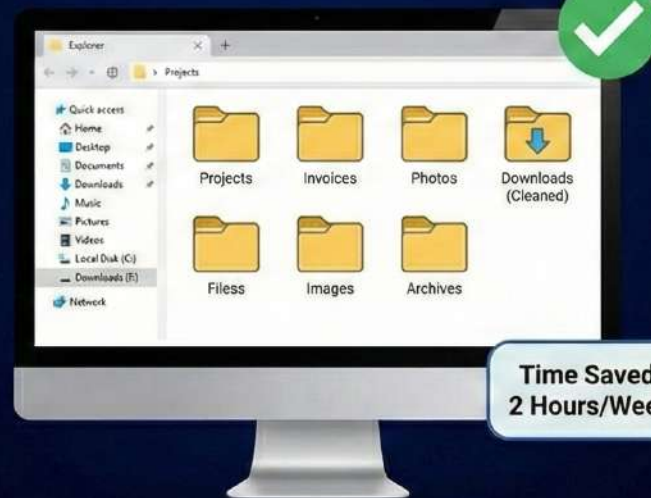 Explorer
Projects
Quick access
Home
Desktop
Documents
Downloads
Music
Pictures
Videos
Local Disk (C:)
Downloads (F:)
Network
Projects
Invoices
Photos
Downloads
(Cleaned)
Filess
Images
Archives
Time Saved
2 Hours/Wee